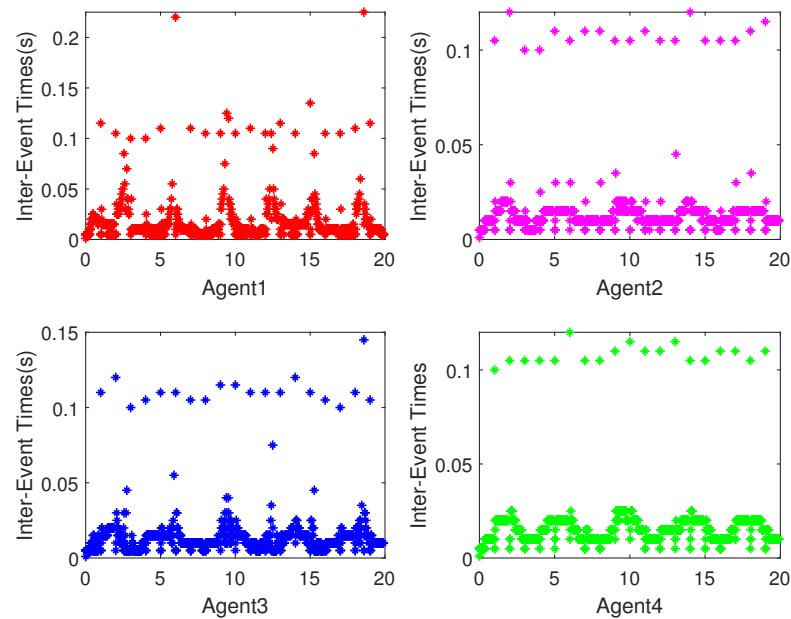 Inter-Event Times(s)
0.2
0.15
0.1
0.05
0
0 5 10 15 20
Agent1
Inter-Event Times(s)
0.1
0.05
0
0 5 10 15 20
Agent2
Inter-Event Times(s)
0.15
0.1
0.05
0
0 5 10 15 20
Agent3
Inter-Event Times
0.1
0.05
0
0 5 10 15 20
Agent4